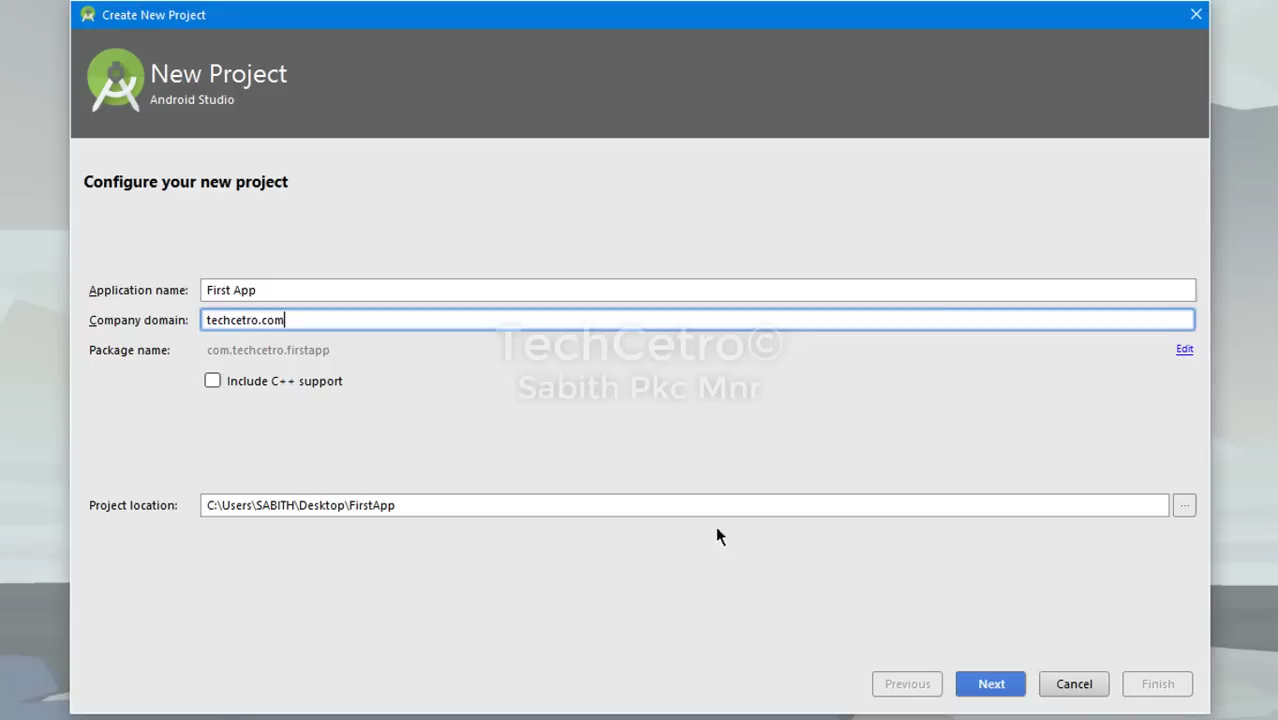 Create New Project
New Project
Android Studio
Configure your new project
Application name: First App
Company domain: techcetro.com
Package name: com.techcetro.firstapp Edit
Include C++ support
TechCetro©
Sabith Pkc Mnr
Project location: C:\Users\SABITH\Desktop\FirstApp ...
Previous Next Cancel Finish